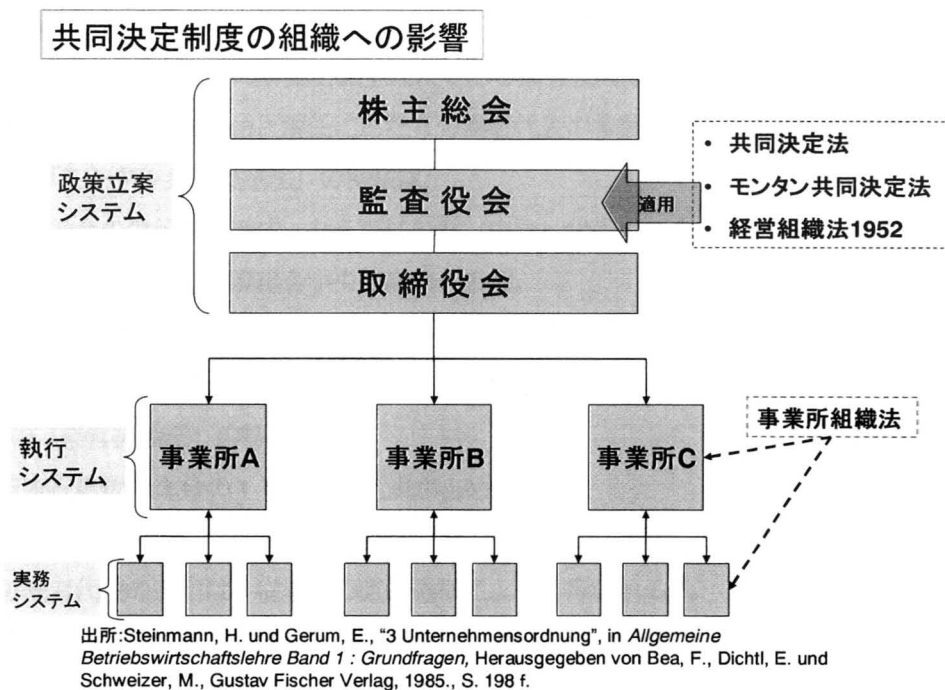 共同決定制度の組織への影響
株主総会
政策立案
システム
監査役会
適用
• 共同決定法
• モンタン共同決定法
• 経営組織法1952
取締役会
執行
システム
事業所A
事業所B
事業所C
事業所組織法
実務
システム
出所:Steinmann, H. und Gerum, E., “3 Unternehmensordnung”, in Allgemeine
Betriebswirtschaftslehre Band 1 : Grundfragen, Herausgegeben von Bea, F., Dichtl, E. und
Schweizer, M., Gustav Fischer Verlag, 1985., S. 198 f.